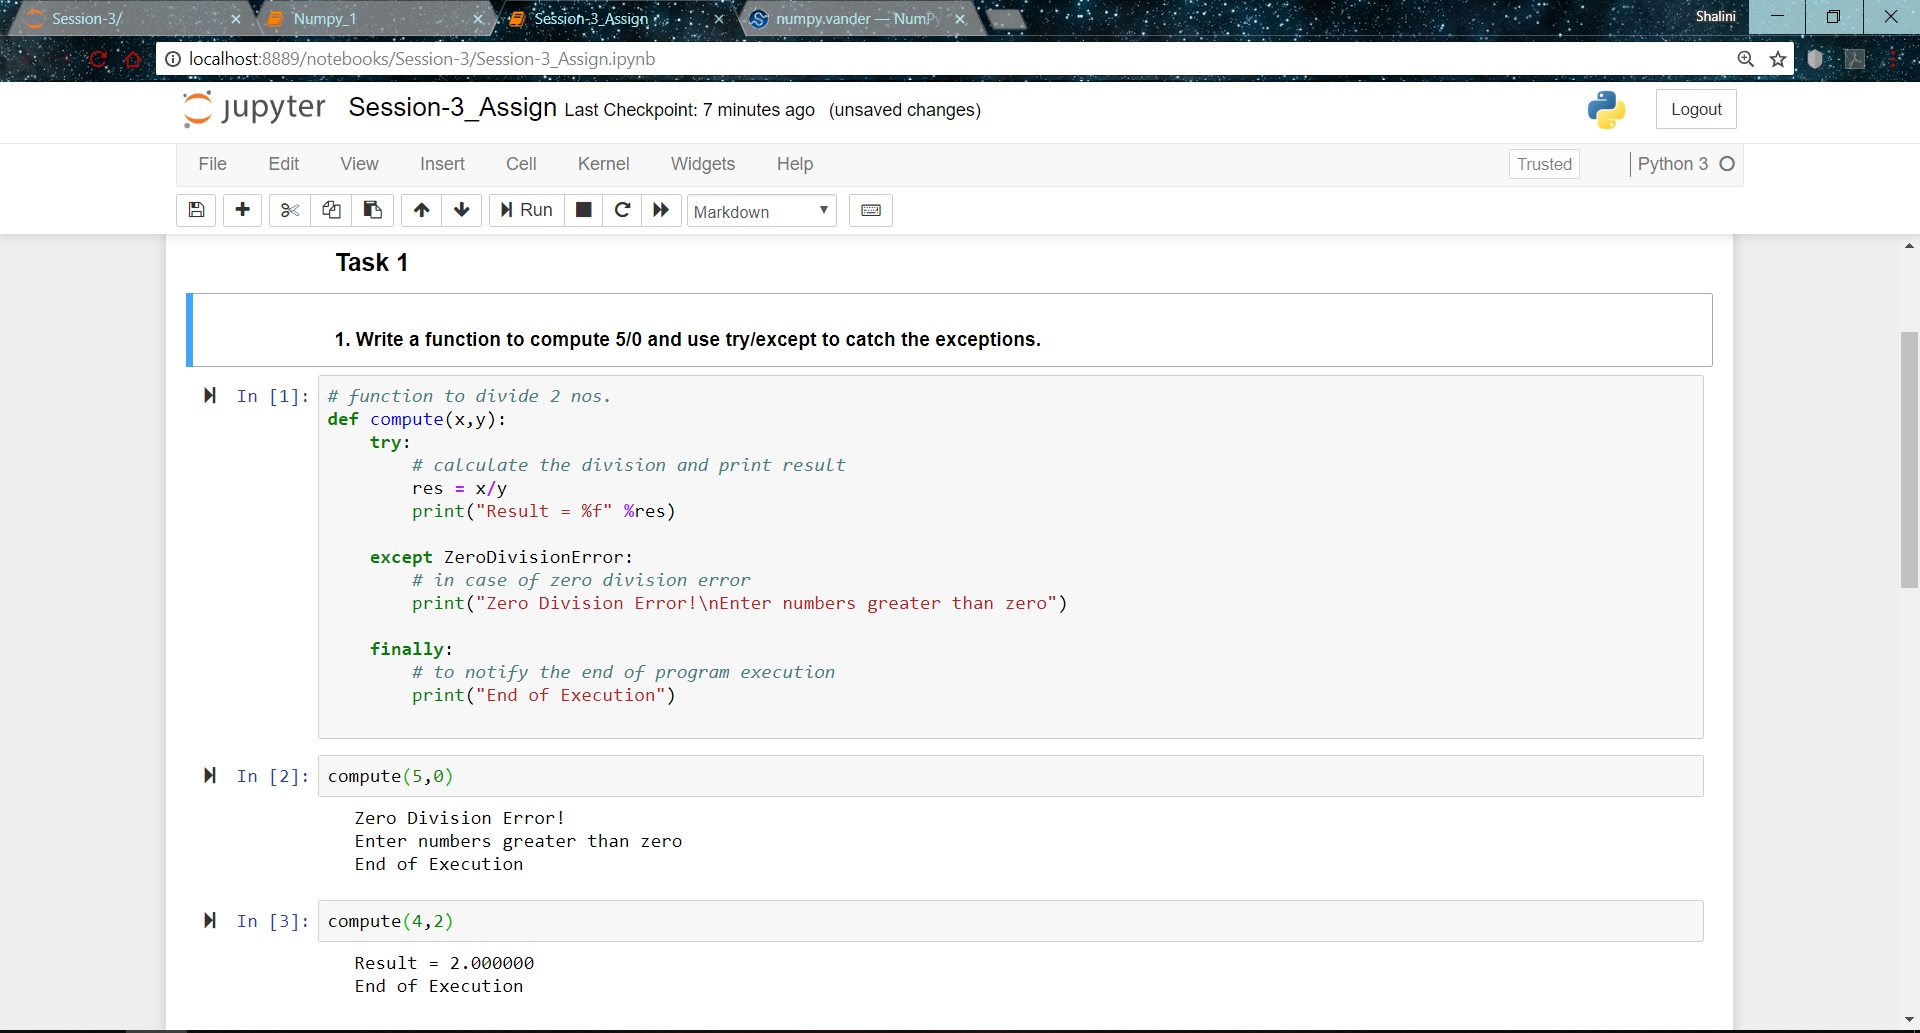 Session-3/ Numpy_1 Session-3_Assign numpy.vander — NumPy Shalini
localhost:8889/notebooks/Session-3/Session-3_Assign.ipynb
jupyter Session-3_Assign Last Checkpoint: 7 minutes ago (unsaved changes) Logout
File Edit View Insert Cell Kernel Widgets Help Trusted Python 3
Run Markdown
Task 1
1. Write a function to compute 5/0 and use try/except to catch the exceptions.
In [1]: # function to divide 2 nos.
def compute(x,y):
    try:
        # calculate the division and print result
        res = x/y
        print("Result = %f" %res)
    except ZeroDivisionError:
        # in case of zero division error
        print("Zero Division Error!\nEnter numbers greater than zero")
    finally:
        # to notify the end of program execution
        print("End of Execution")
In [2]: compute(5,0)
Zero Division Error!
Enter numbers greater than zero
End of Execution
In [3]: compute(4,2)
Result = 2.000000
End of Execution